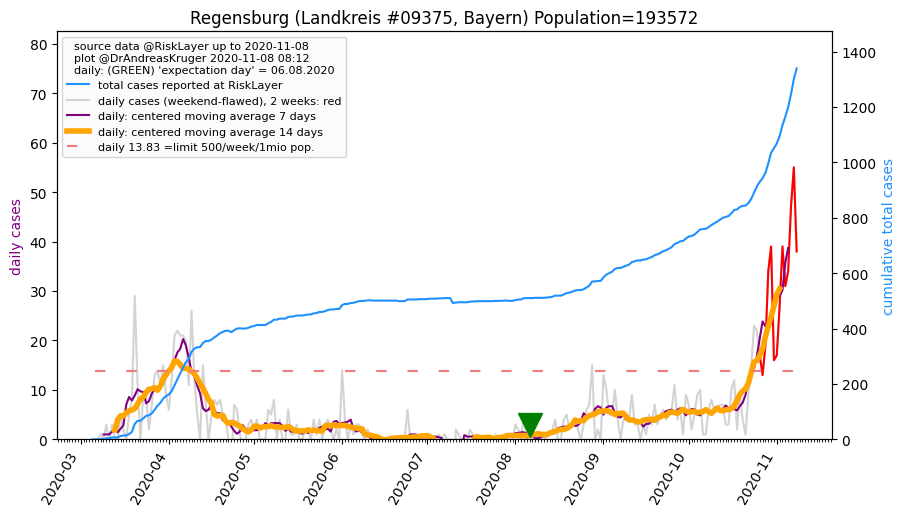 Regensburg (Landkreis #09375, Bayern) Population=193572
source data @RiskLayer up to 2020-11-08
plot @DrAndreasKruger 2020-11-08 08:12
daily: (GREEN) 'expectation day' = 06.08.2020
total cases reported at RiskLayer
daily cases (weekend-flawed), 2 weeks: red
daily: centered moving average 7 days
daily: centered moving average 14 days
daily 13.83 =limit 500/week/1mio pop.
daily cases
80
70
60
50
40
30
20
10
0
cumulative total cases
1400
1200
1000
800
600
400
200
0
2020-03
2020-04
2020-05
2020-06
2020-07
2020-08
2020-09
2020-10
2020-11